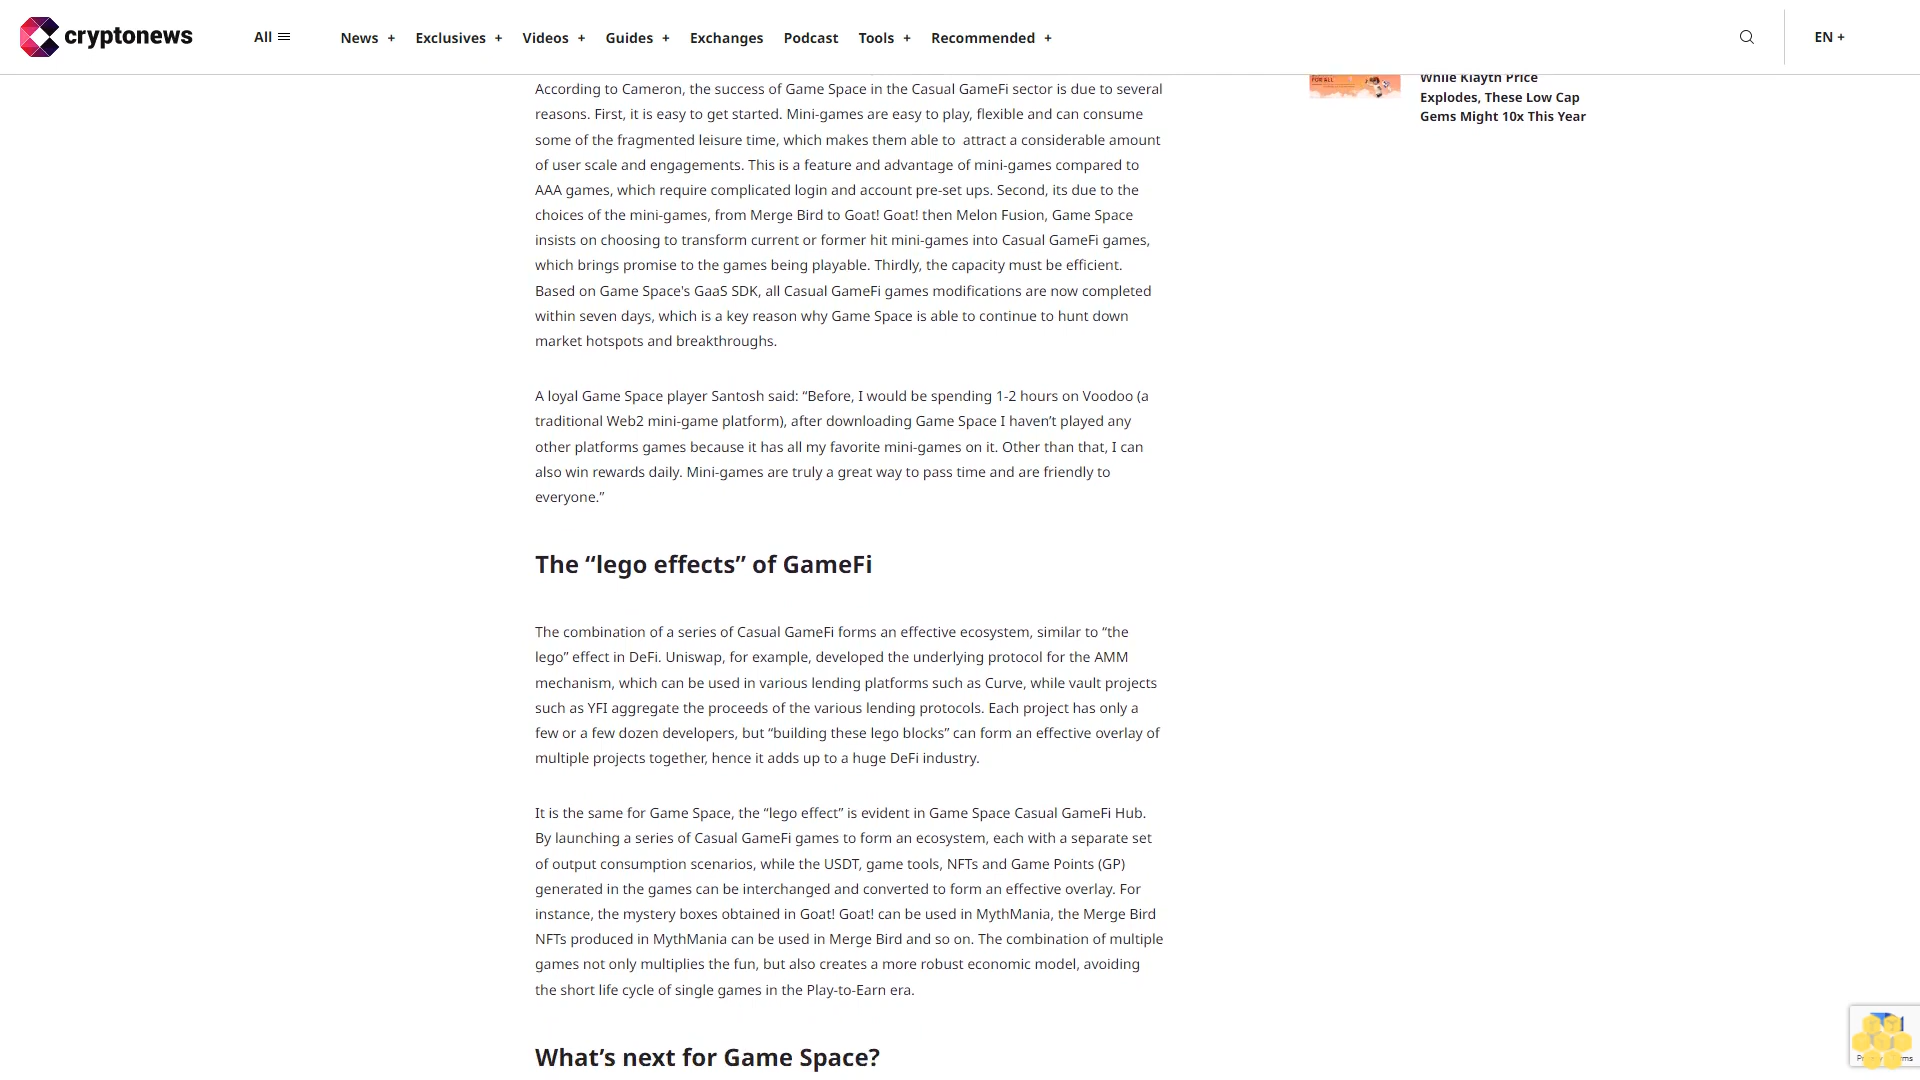 cryptonews
All
News +
Exclusives +
Videos +
Guides +
Exchanges
Podcast
Tools +
Recommended +
EN +
According to Cameron, the success of Game Space in the Casual GameFi sector is due to several
reasons. First, it is easy to get started. Mini-games are easy to play, flexible and can consume
some of the fragmented leisure time, which makes them able to  attract a considerable amount
of user scale and engagements. This is a feature and advantage of mini-games compared to
AAA games, which require complicated login and account pre-set ups. Second, its due to the
choices of the mini-games, from Merge Bird to Goat! Goat! then Melon Fusion, Game Space
insists on choosing to transform current or former hit mini-games into Casual GameFi games,
which brings promise to the games being playable. Thirdly, the capacity must be efficient.
Based on Game Space's GaaS SDK, all Casual GameFi games modifications are now completed
within seven days, which is a key reason why Game Space is able to continue to hunt down
market hotspots and breakthroughs.
A loyal Game Space player Santosh said: “Before, I would be spending 1-2 hours on Voodoo (a
traditional Web2 mini-game platform), after downloading Game Space I haven’t played any
other platforms games because it has all my favorite mini-games on it. Other than that, I can
also win rewards daily. Mini-games are truly a great way to pass time and are friendly to
everyone.”
The “lego effects” of GameFi
The combination of a series of Casual GameFi forms an effective ecosystem, similar to “the
lego” effect in DeFi. Uniswap, for example, developed the underlying protocol for the AMM
mechanism, which can be used in various lending platforms such as Curve, while vault projects
such as YFI aggregate the proceeds of the various lending protocols. Each project has only a
few or a few dozen developers, but “building these lego blocks” can form an effective overlay of
multiple projects together, hence it adds up to a huge DeFi industry.
It is the same for Game Space, the “lego effect” is evident in Game Space Casual GameFi Hub.
By launching a series of Casual GameFi games to form an ecosystem, each with a separate set
of output consumption scenarios, while the USDT, game tools, NFTs and Game Points (GP)
generated in the games can be interchanged and converted to form an effective overlay. For
instance, the mystery boxes obtained in Goat! Goat! can be used in MythMania, the Merge Bird
NFTs produced in MythMania can be used in Merge Bird and so on. The combination of multiple
games not only multiplies the fun, but also creates a more robust economic model, avoiding
the short life cycle of single games in the Play-to-Earn era.
What’s next for Game Space?
FOR ALL
While Klaytn Price
Explodes, These Low Cap
Gems Might 10x This Year